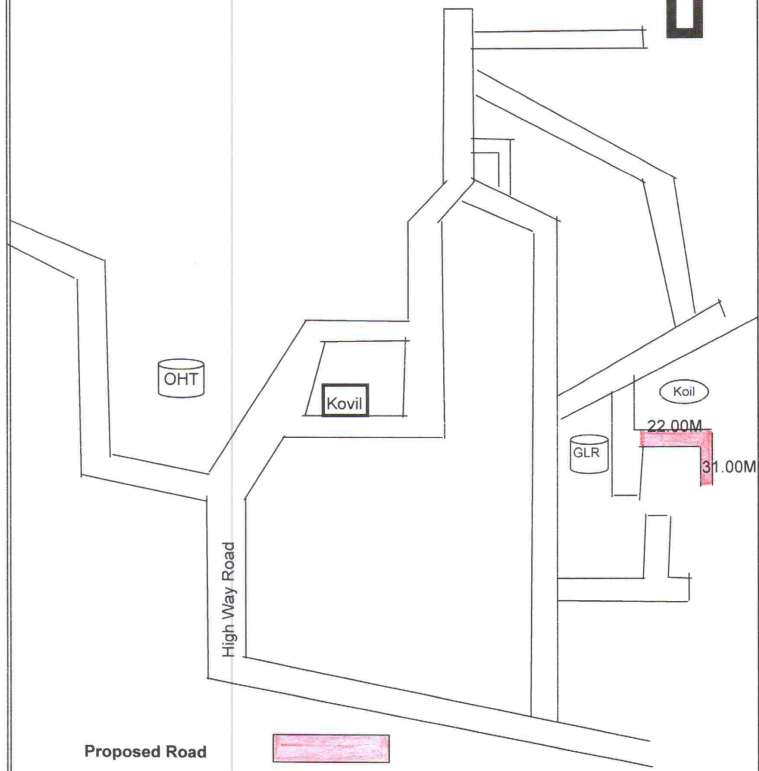 OHT
Kovil
Koil
22.00M
GLR
31.00M
High Way Road
Proposed Road